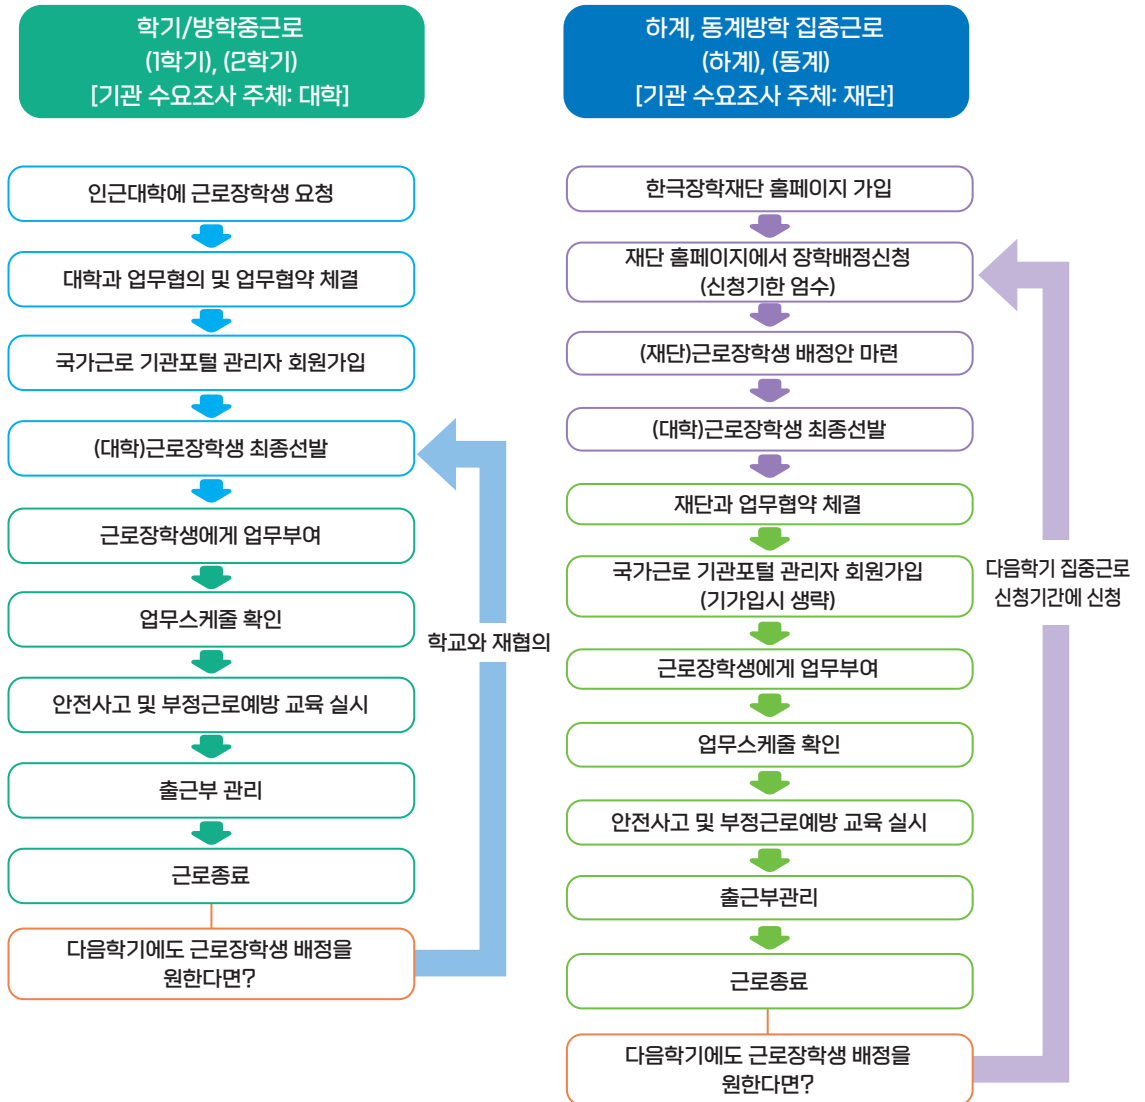 학기/방학중근로
(1학기), (2학기)
[기관 수요조사 주체: 대학]
인근대학에 근로장학생 요청
대학과 업무협의 및 업무협약 체결
국가근로 기관포털 관리자 회원가입
(대학)근로장학생 최종선발
근로장학생에게 업무부여
업무스케줄 확인
안전사고 및 부정근로예방 교육 실시
출근부 관리
근로종료
다음학기에도 근로장학생 배정을
원한다면?
학교와 재협의
하계, 동계방학 집중근로
(하계), (동계)
[기관 수요조사 주체: 재단]
한극장학재단 홈페이지 가입
재단 홈페이지에서 장학배정신청
(신청기한 엄수)
(재단)근로장학생 배정안 마련
(대학)근로장학생 최종선발
재단과 업무협약 체결
국가근로 기관포털 관리자 회원가입
(기가입시 생략)
근로장학생에게 업무부여
업무스케줄 확인
안전사고 및 부정근로예방 교육 실시
출근부관리
근로종료
다음학기에도 근로장학생 배정을
원한다면?
다음학기 집중근로
신청기간에 신청